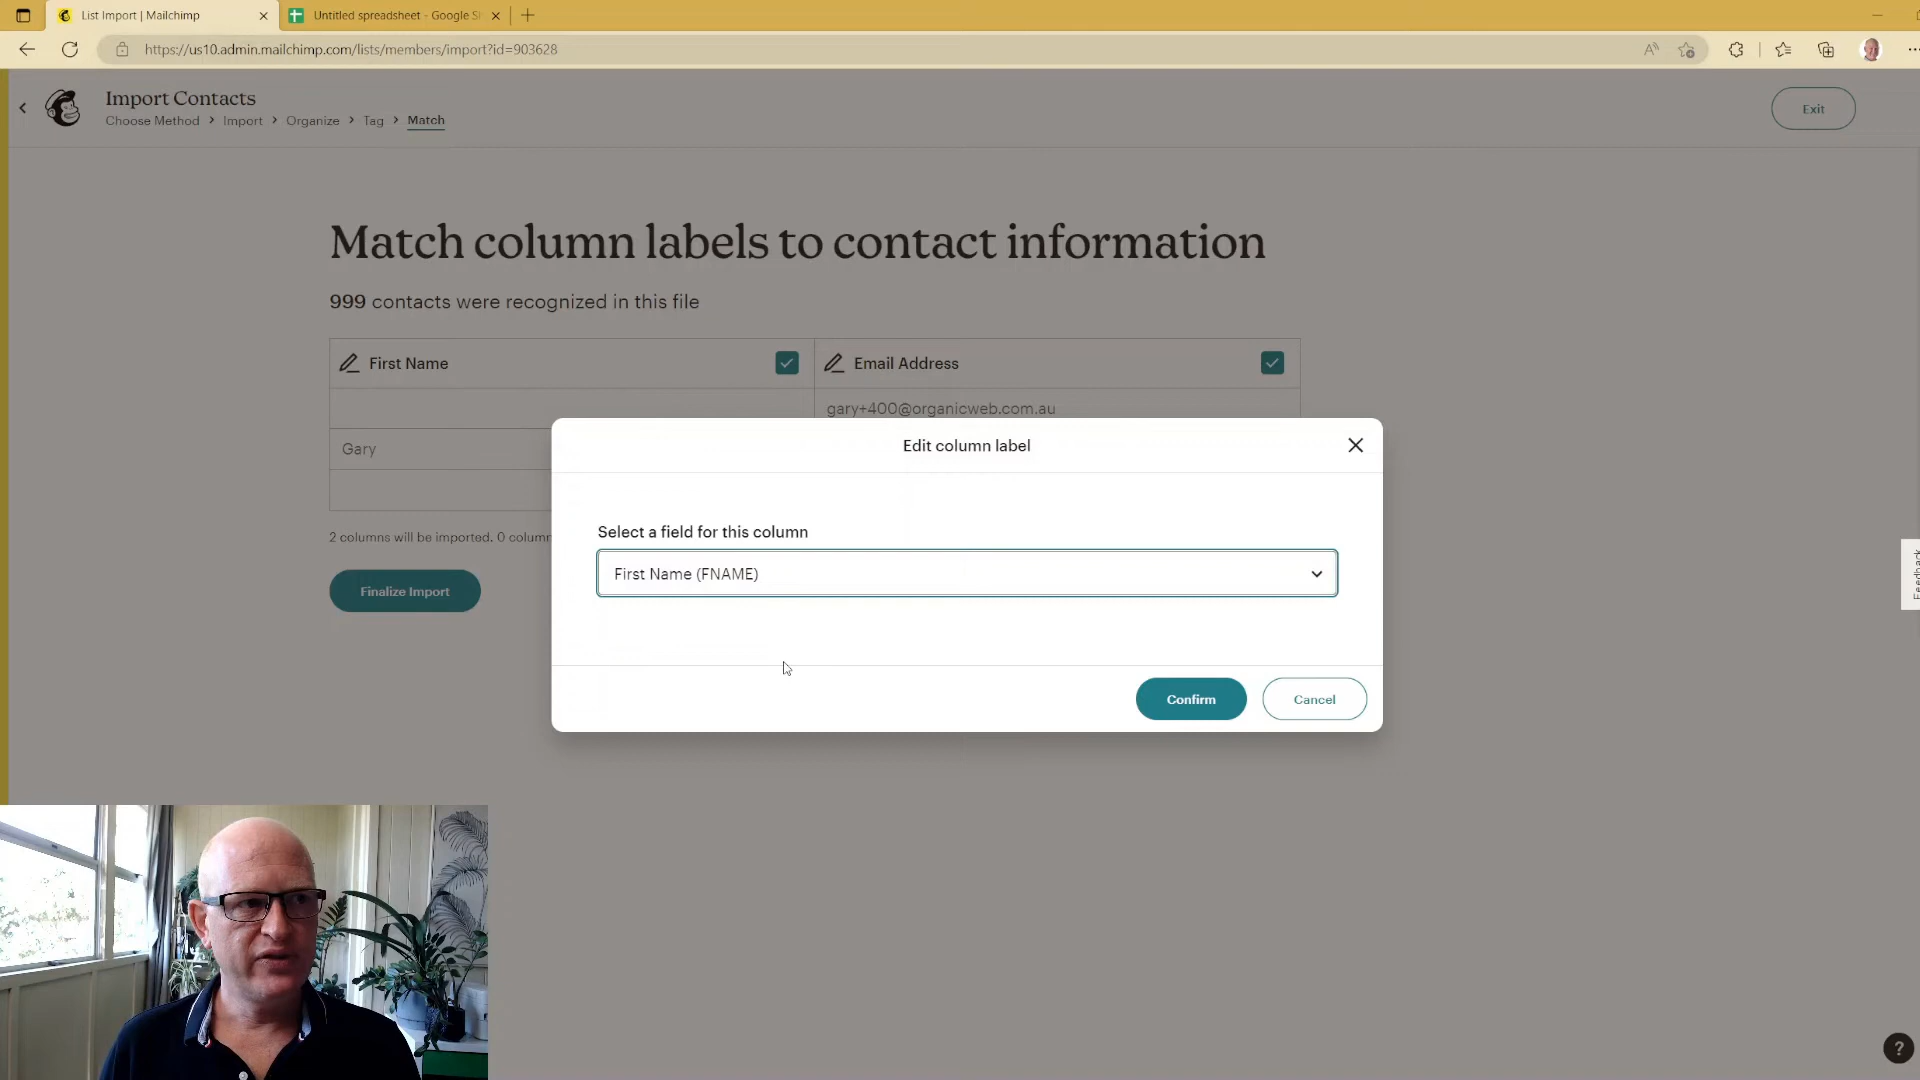 List Import | Mailchimp
Untitled spreadsheet - Google S
https://us10.admin.mailchimp.com/lists/members/import?id=903628
Import Contacts
Choose Method > Import > Organize > Tag > Match
Exit
Match column labels to contact information
999 contacts were recognized in this file
First Name
Email Address
gary+400@organicweb.com.au
Gary
2 columns will be imported. 0 column
Finalize Import
Edit column label
Select a field for this column
First Name (FNAME)
Confirm
Cancel
Feedback
?